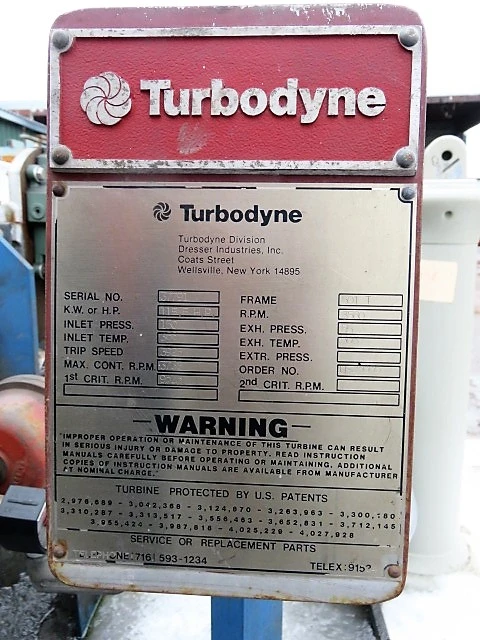 Turbodyne
Turbodyne
Turbodyne Division
Dresser Industries, Inc.
Coats Street
Wellsville, New York 14895
SERIAL NO.
K.W. or H.P.
INLET PRESS.
INLET TEMP.
TRIP SPEED
MAX. CONT. R.P.M.
1st CRIT. R.P.M.
FRAME
R.P.M.
EXH. PRESS.
EXH. TEMP.
EXTR. PRESS.
ORDER NO.
2nd CRIT. R.P.M.
WARNING
"IMPROPER OPERATION OR MAINTENANCE OF THIS TURBINE CAN RESULT
IN SERIOUS INJURY OR DAMAGE TO PROPERTY. READ INSTRUCTION
MANUALS CAREFULLY BEFORE OPERATING OR MAINTAINING. ADDITIONAL
COPIES OF INSTRUCTION MANUALS ARE AVAILABLE FROM MANUFACTURER
AT NOMINAL CHARGE."
TURBINE PROTECTED BY U.S. PATENTS
2,976,689 - 3,042,368 - 3,124,870 - 3,263,963 - 3,300,180
3,310,287 - 3,313,517 - 3,556,463 - 3,652,831 - 3,712,145
3,955,424 - 3,987,816 - 4,025,229 - 4,027,928
SERVICE OR REPLACEMENT PARTS
TELEPHONE: 716) 593-1234
TELEX:915